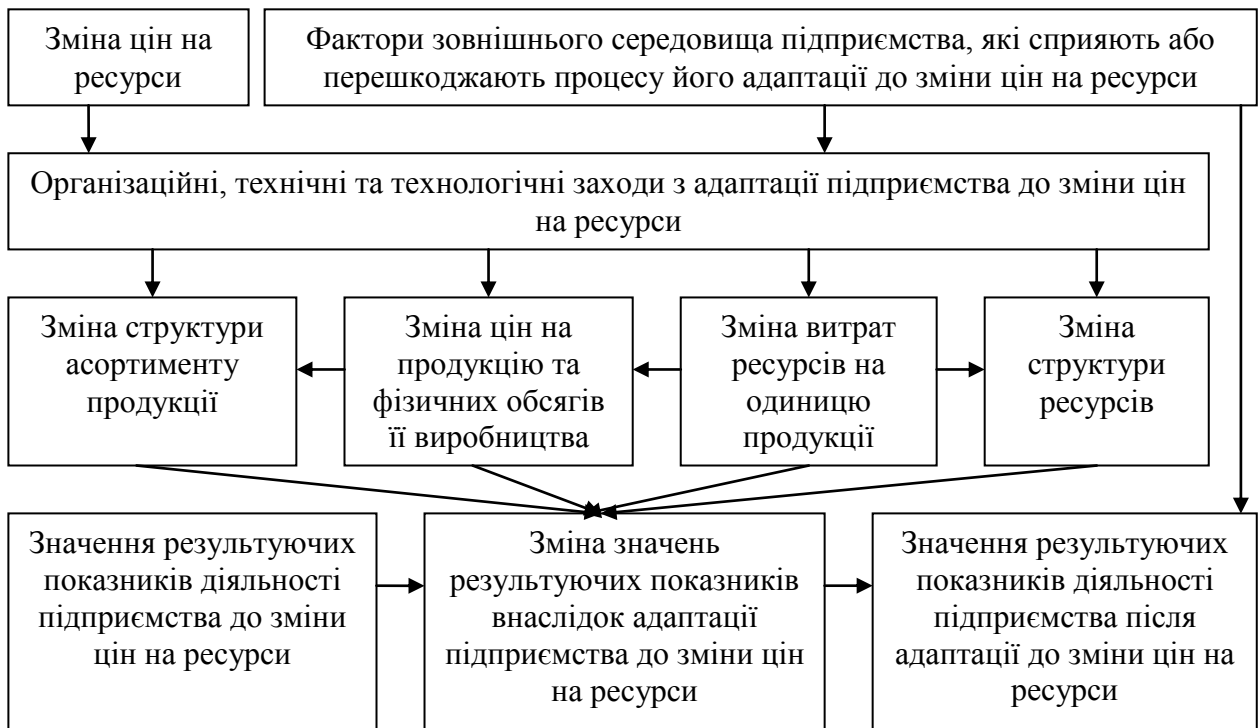 Зміна цін на
ресурси
Фактори зовнішнього середовища підприємства, які сприяють або
перешкоджають процесу його адаптації до зміни цін на ресурси
Організаційні, технічні та технологічні заходи з адаптації підприємства до зміни цін
на ресурси
Зміна структури
асортименту
продукції
Зміна цін на
продукцію та
фізичних обсягів
її виробництва
Зміна витрат
ресурсів на
одиницю
продукції
Зміна
структури
ресурсів
Значення результуючих
показників діяльності
підприємства до зміни
цін на ресурси
Зміна значень
результуючих показників
внаслідок адаптації
підприємства до зміни цін
на ресурси
Значення результуючих
показників діяльності
підприємства після
адаптації до зміни цін на
ресурси